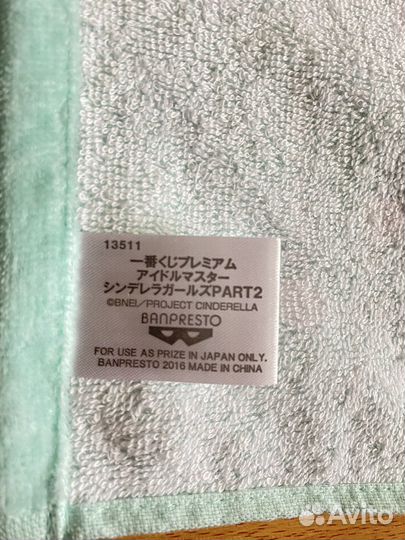 13511
一番くじプレミアム
アイドルマスター
シンデレラガールズPART2
©BNEI/PROJECT CINDERELLA
BANPRESTO
FOR USE AS PRIZE IN JAPAN ONLY.
BANPRESTO 2016 MADE IN CHINA
Avito